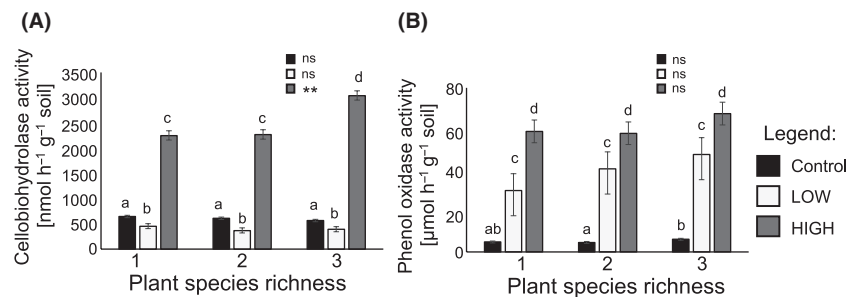 (A)
Cellobiohydrolase activity
[nmol h⁻¹ g⁻¹ soil]
3500
3000
2500
2000
1500
1000
500
0
ns
ns
**
a b c
a b c
a b d
1 2 3
Plant species richness
(B)
Phenol oxidase activity
[µmol h⁻¹ g⁻¹ soil]
80
60
40
20
0
ns
ns
ns
ab c d
a c d
b c d
1 2 3
Plant species richness
Legend:
Control
LOW
HIGH